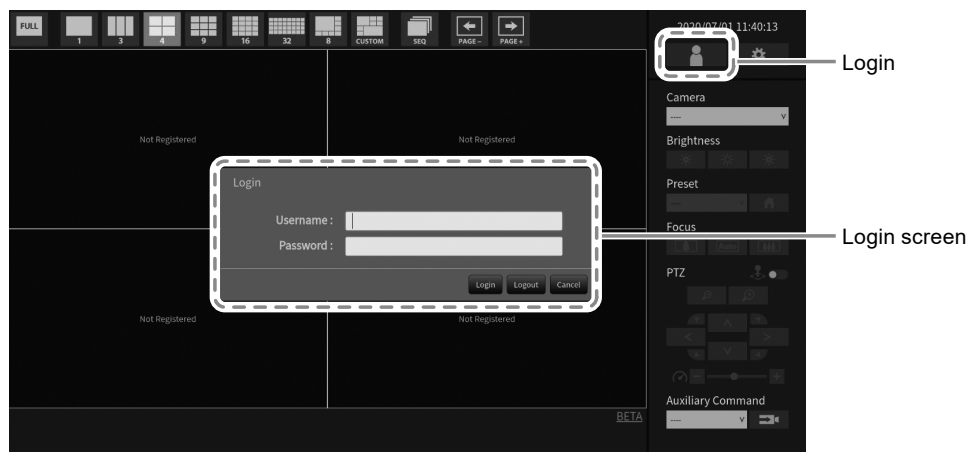 FULL
1
3
4
9
16
32
8
CUSTOM
SEQ
PAGE-
PAGE+
2020/07/01 11:40:13
Login
Camera
----
v
Not Registered
Not Registered
Brightness
Login
Preset
----
Username :
Focus
Login screen
Password :
Auto
PTZ
Login
Logout
Cancel
Not Registered
Not Registered
Auxiliary Command
BETA
----
v